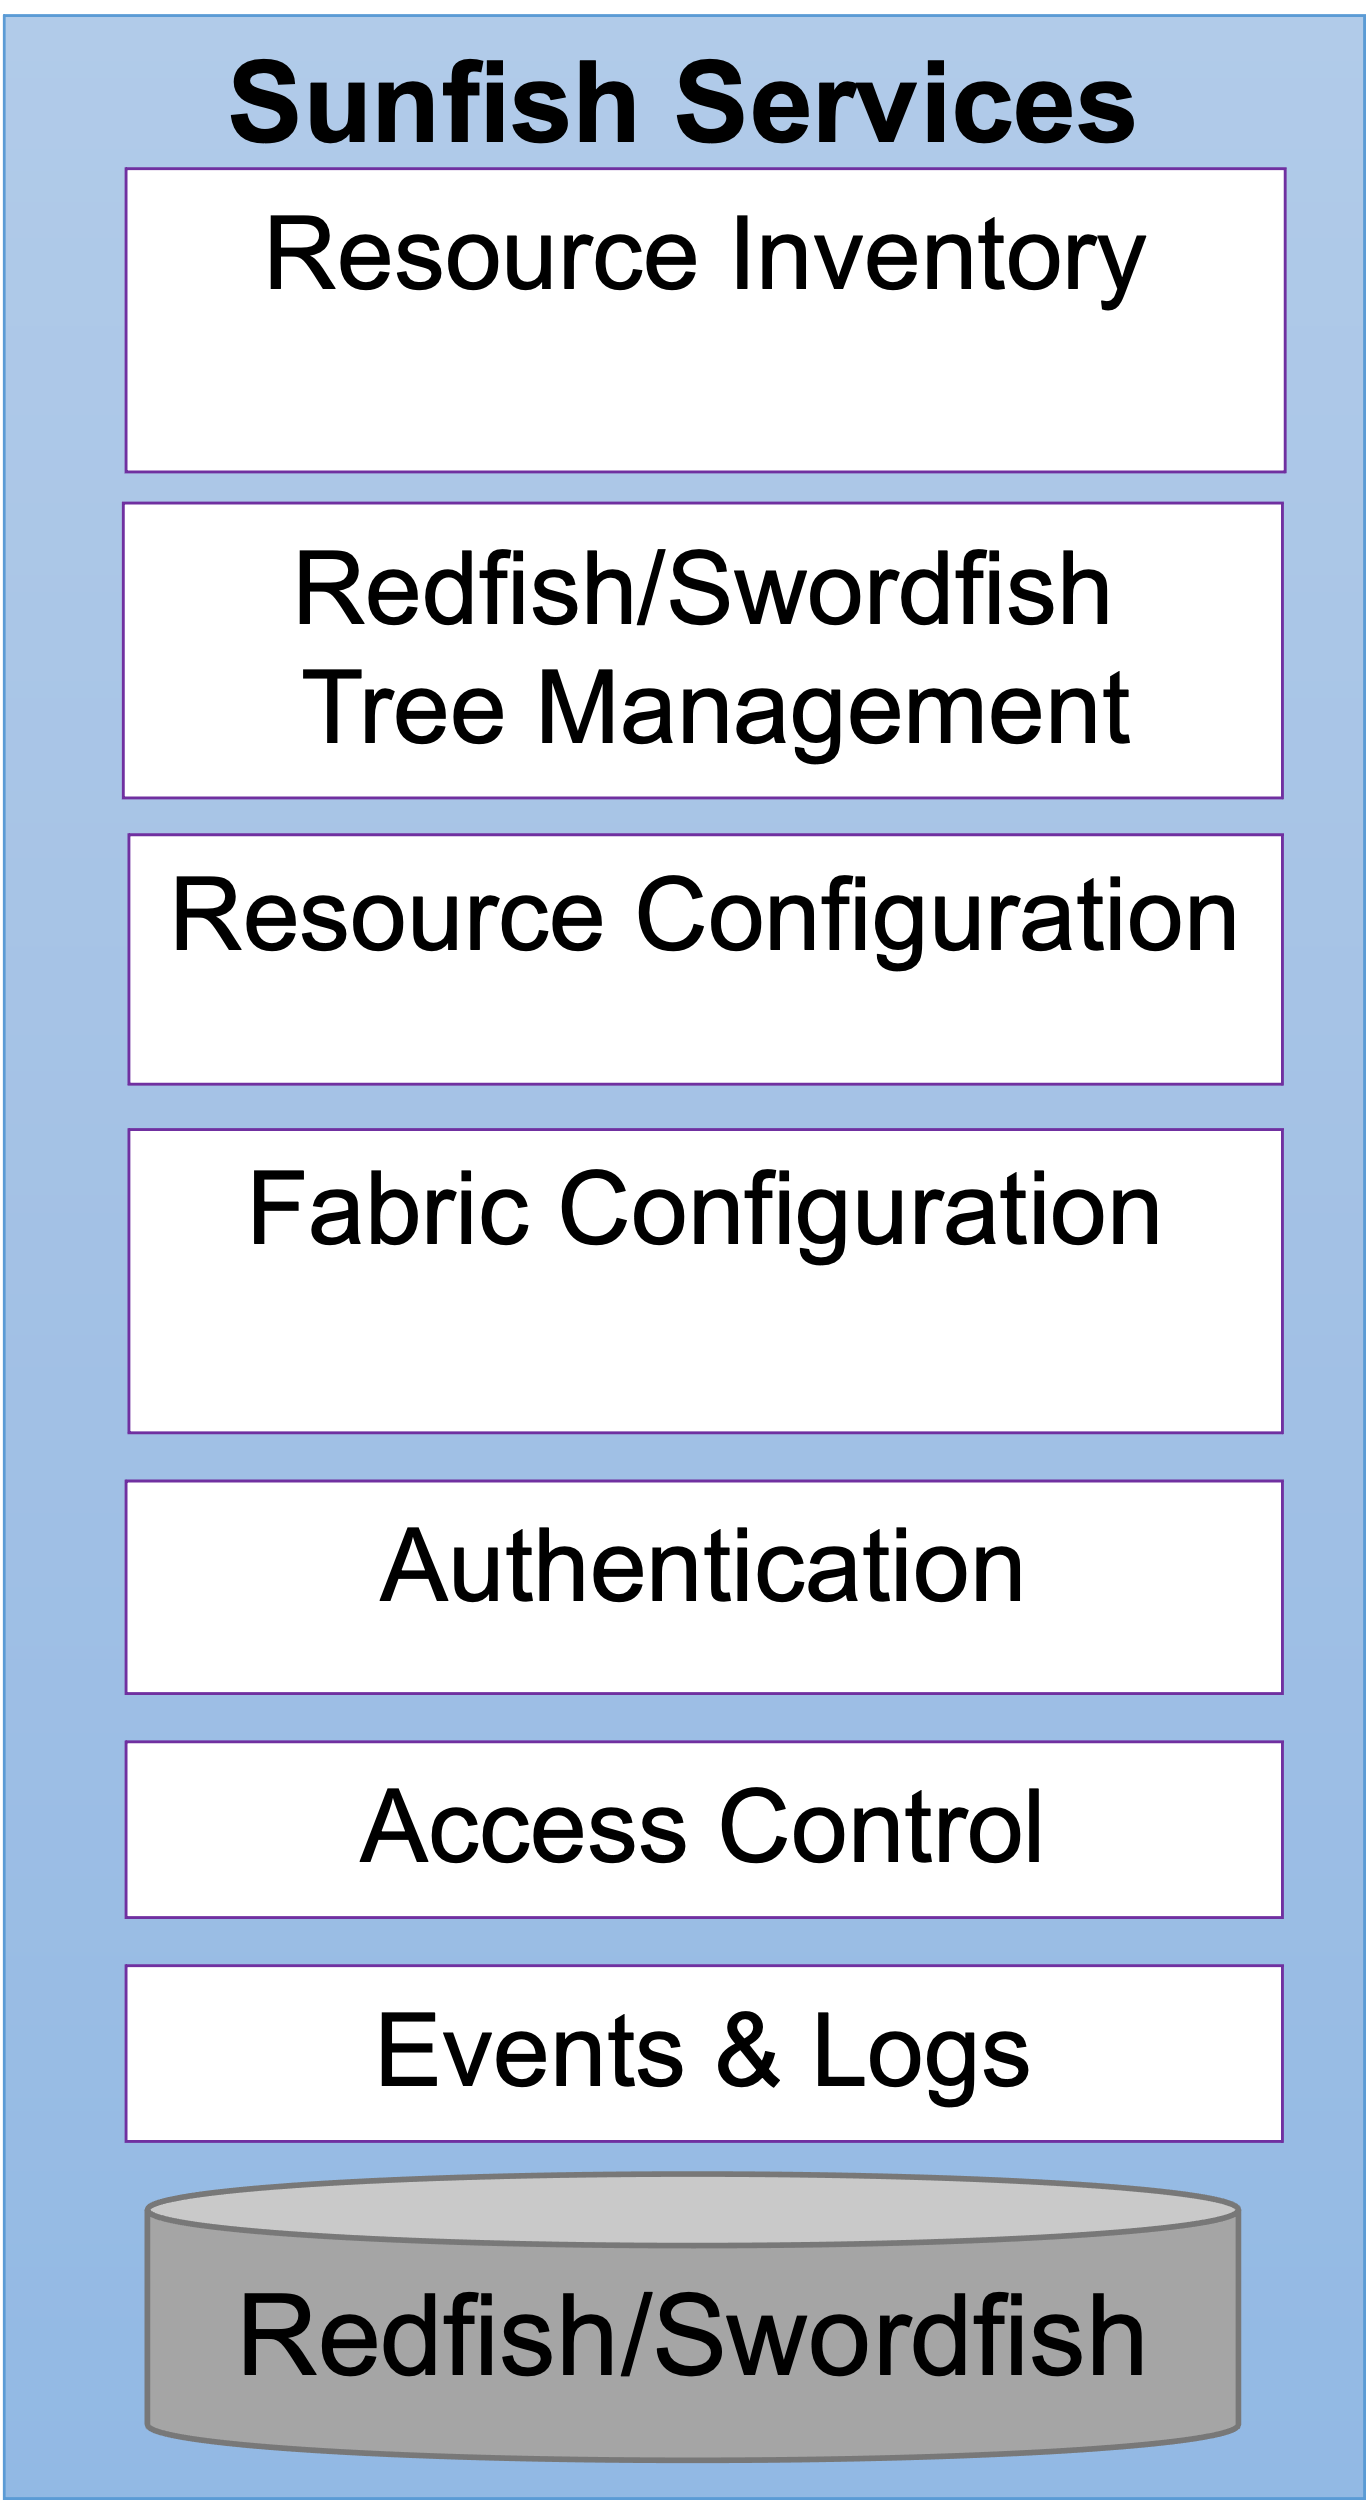 Sunfish Services
Resource Inventory
Redfish/Swordfish
Tree Management
Resource Configuration
Fabric Configuration
Authentication
Access Control
Events & Logs
Redfish/Swordfish